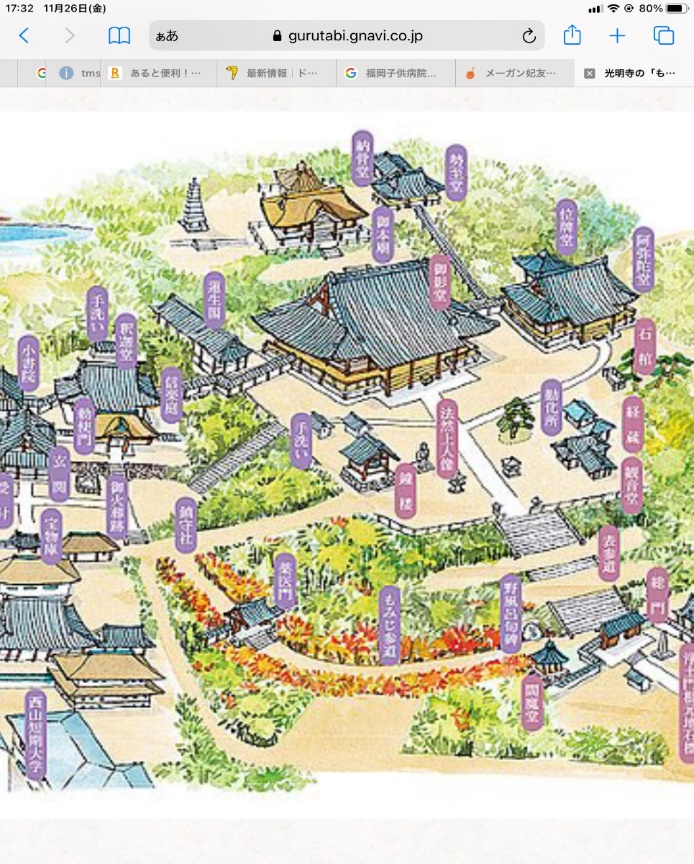 17:32 11月26日(金)
80%
ぁあ
gurutabi.gnavi.co.jp
tms
あると便利！…
最新情報｜ド…
福岡子供病院…
メーガン妃友…
光明寺の「も…
納骨堂
勢至堂
御本廟
位牌堂
阿弥陀堂
御影堂
蓮生閣
手洗い
釈迦堂
小書院
石棺
信楽庭
勅使門
勤化所
経蔵
法然上人像
手洗い
観音堂
玄関
鐘楼
御火葬跡
鎮守社
宝物庫
表参道
薬医門
もみじ参道
野風呂句碑
総門
閻魔堂
西山短期大学